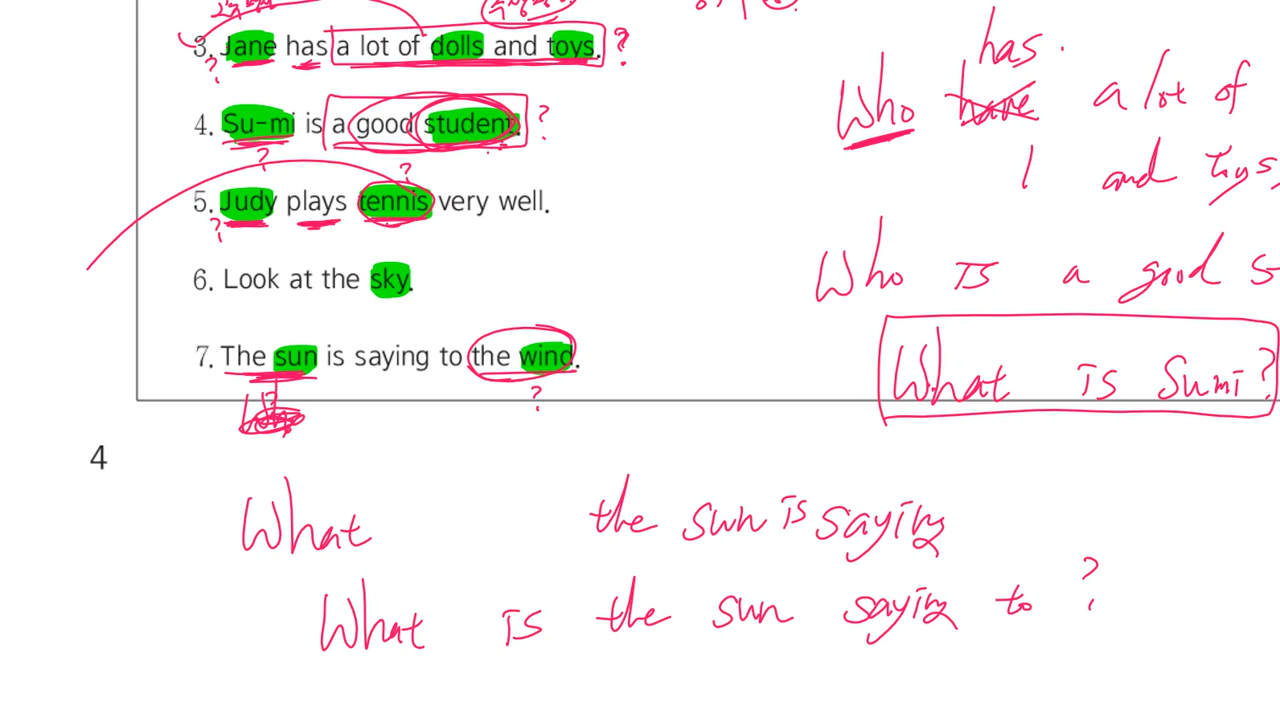 3. Jane has a lot of dolls and toys. ?
?
has.
Who have a lot of
and toys,
4. Su-mi is a good student. ?
?
?
5. Judy plays tennis very well.
?
Who is a good s
6. Look at the sky.
What is Sumi?
7. The sun is saying to the wind.
?
?
4
What the sun is saying
What is the sun saying to ?